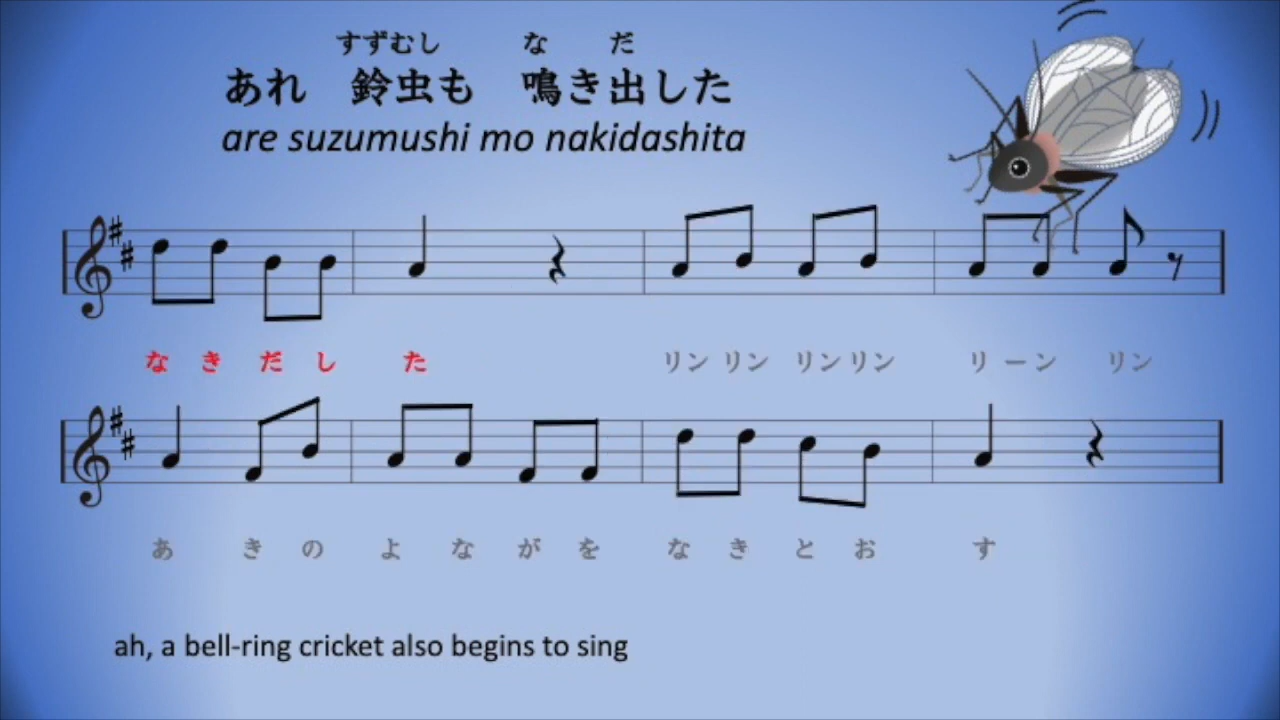 すずむし な だ
あれ 鈴虫も 鳴き出した
are suzumushi mo nakidashita
な き だ し た リン リン リン リン リ ー ン リン
あ き の よ な が を な き と お す
ah, a bell-ring cricket also begins to sing